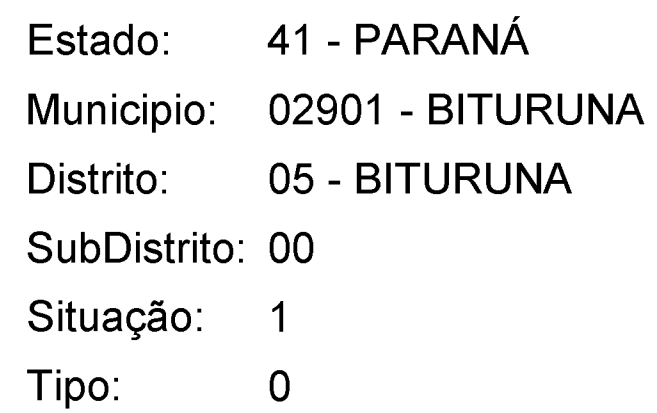 Estado: 41 - PARANÁ
Municipio: 02901 - BITURUNA
Distrito: 05 - BITURUNA
SubDistrito: 00
Situação: 1
Tipo: 0